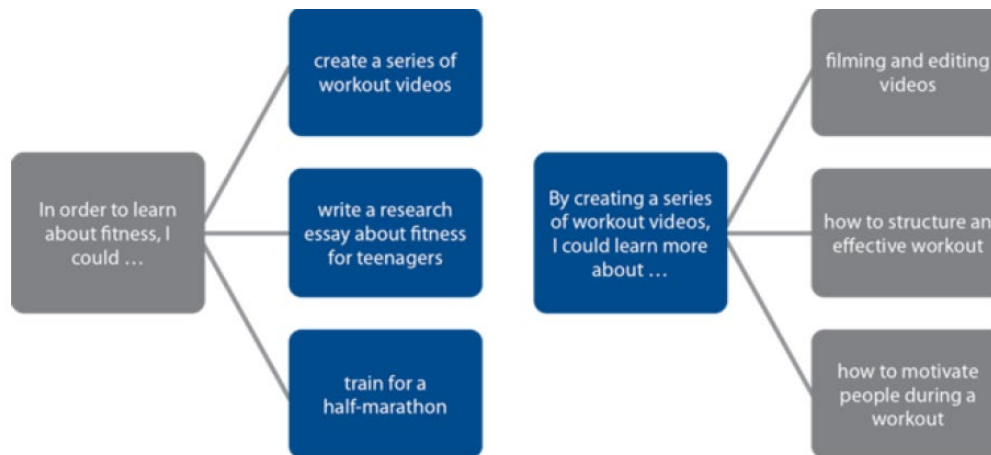 create a series of
workout videos
In order to learn
about fitness, I
could ...
write a research
essay about fitness
for teenagers
train for a
half-marathon
filming and editing
videos
By creating a series
of workout videos,
I could learn more
about ...
how to structure an
effective workout
how to motivate
people during a
workout